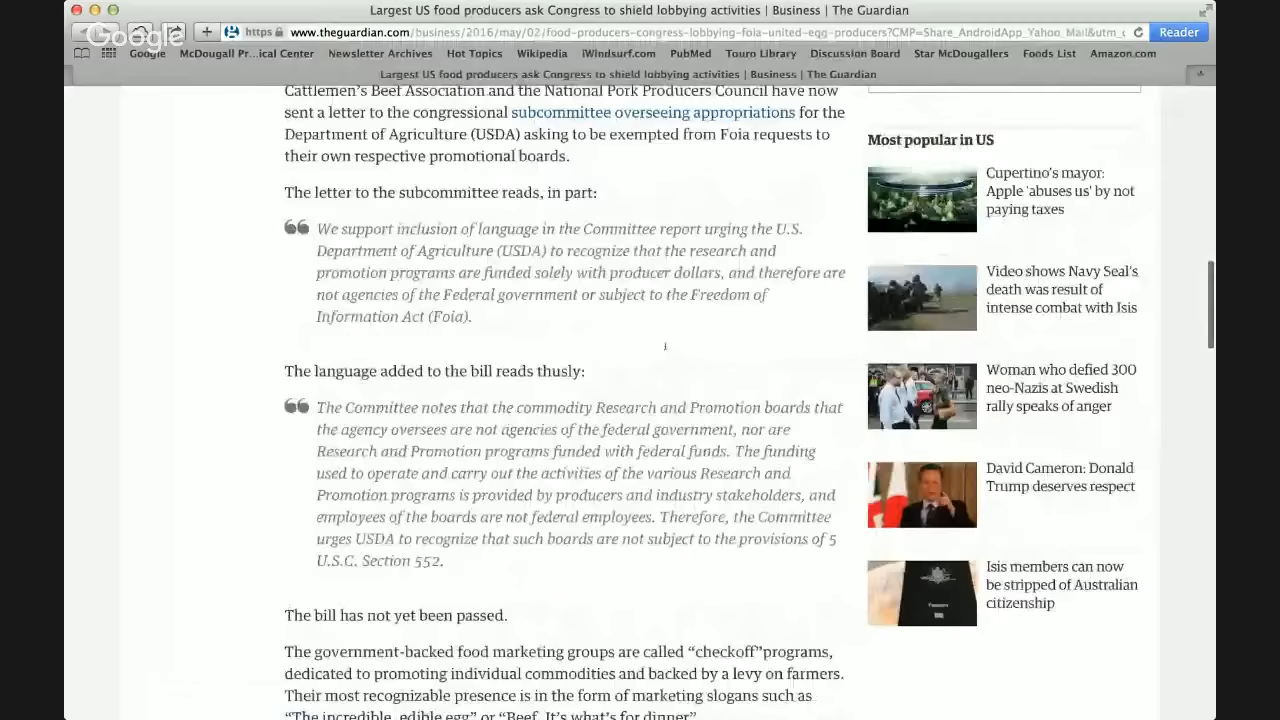 Largest US food producers ask Congress to shield lobbying activities | Business | The Guardian
Google
https www.theguardian.com/business/2016/may/02/food-producers-congress-lobbying-foia-united-egg-producers?CMP=Share_AndroidApp_Yahoo_Mail&utm_c
Reader
Google McDougall Pr...ical Center Newsletter Archives Hot Topics Wikipedia iWindsurf.com PubMed Touro Library Discussion Board Star McDougallers Foods List Amazon.com
Largest US food producers ask Congress to shield lobbying activities | Business | The Guardian
Cattlemen's Beef Association and the National Pork Producers Council have now
sent a letter to the congressional subcommittee overseeing appropriations for the
Department of Agriculture (USDA) asking to be exempted from Foia requests to
their own respective promotional boards.
The letter to the subcommittee reads, in part:
We support inclusion of language in the Committee report urging the U.S.
Department of Agriculture (USDA) to recognize that the research and
promotion programs are funded solely with producer dollars, and therefore are
not agencies of the Federal government or subject to the Freedom of
Information Act (Foia).
The language added to the bill reads thusly:
The Committee notes that the commodity Research and Promotion boards that
the agency oversees are not agencies of the federal government, nor are
Research and Promotion programs funded with federal funds. The funding
used to operate and carry out the activities of the various Research and
Promotion programs is provided by producers and industry stakeholders, and
employees of the boards are not federal employees. Therefore, the Committee
urges USDA to recognize that such boards are not subject to the provisions of 5
U.S.C. Section 552.
The bill has not yet been passed.
The government-backed food marketing groups are called “checkoff”programs,
dedicated to promoting individual commodities and backed by a levy on farmers.
Their most recognizable presence is in the form of marketing slogans such as
“The incredible, edible egg” or “Beef. It's what's for dinner”
Most popular in US
Cupertino's mayor:
Apple 'abuses us' by not
paying taxes
Video shows Navy Seal's
death was result of
intense combat with Isis
Woman who defied 300
neo-Nazis at Swedish
rally speaks of anger
David Cameron: Donald
Trump deserves respect
Isis members can now
be stripped of Australian
citizenship